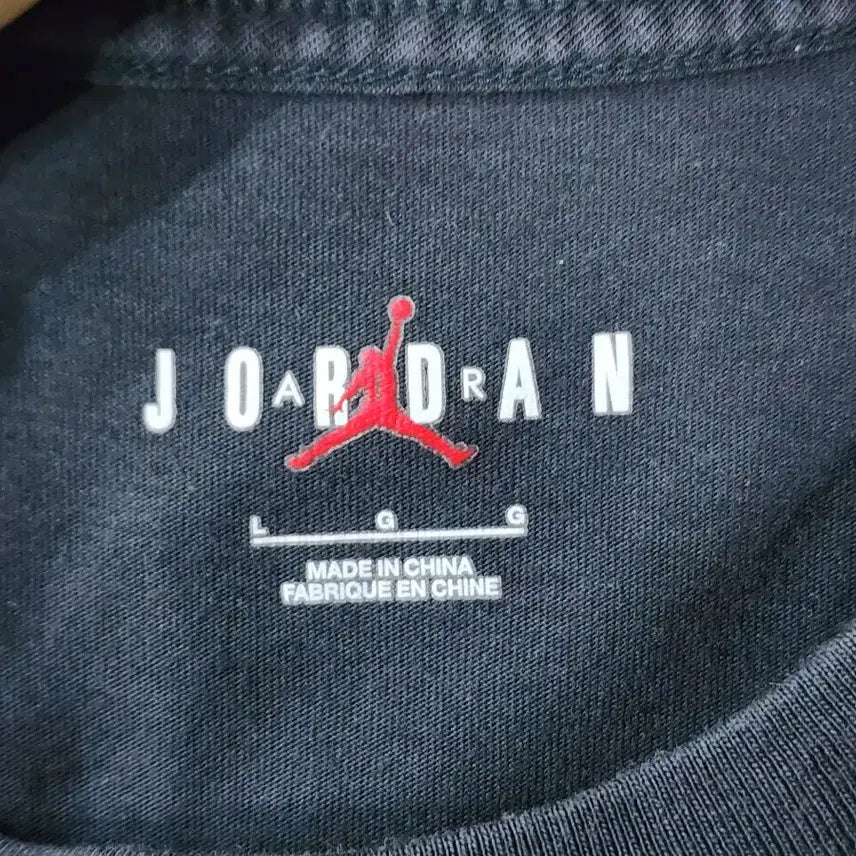 JORDAN
AIR
L G G
MADE IN CHINA
FABRIQUE EN CHINE